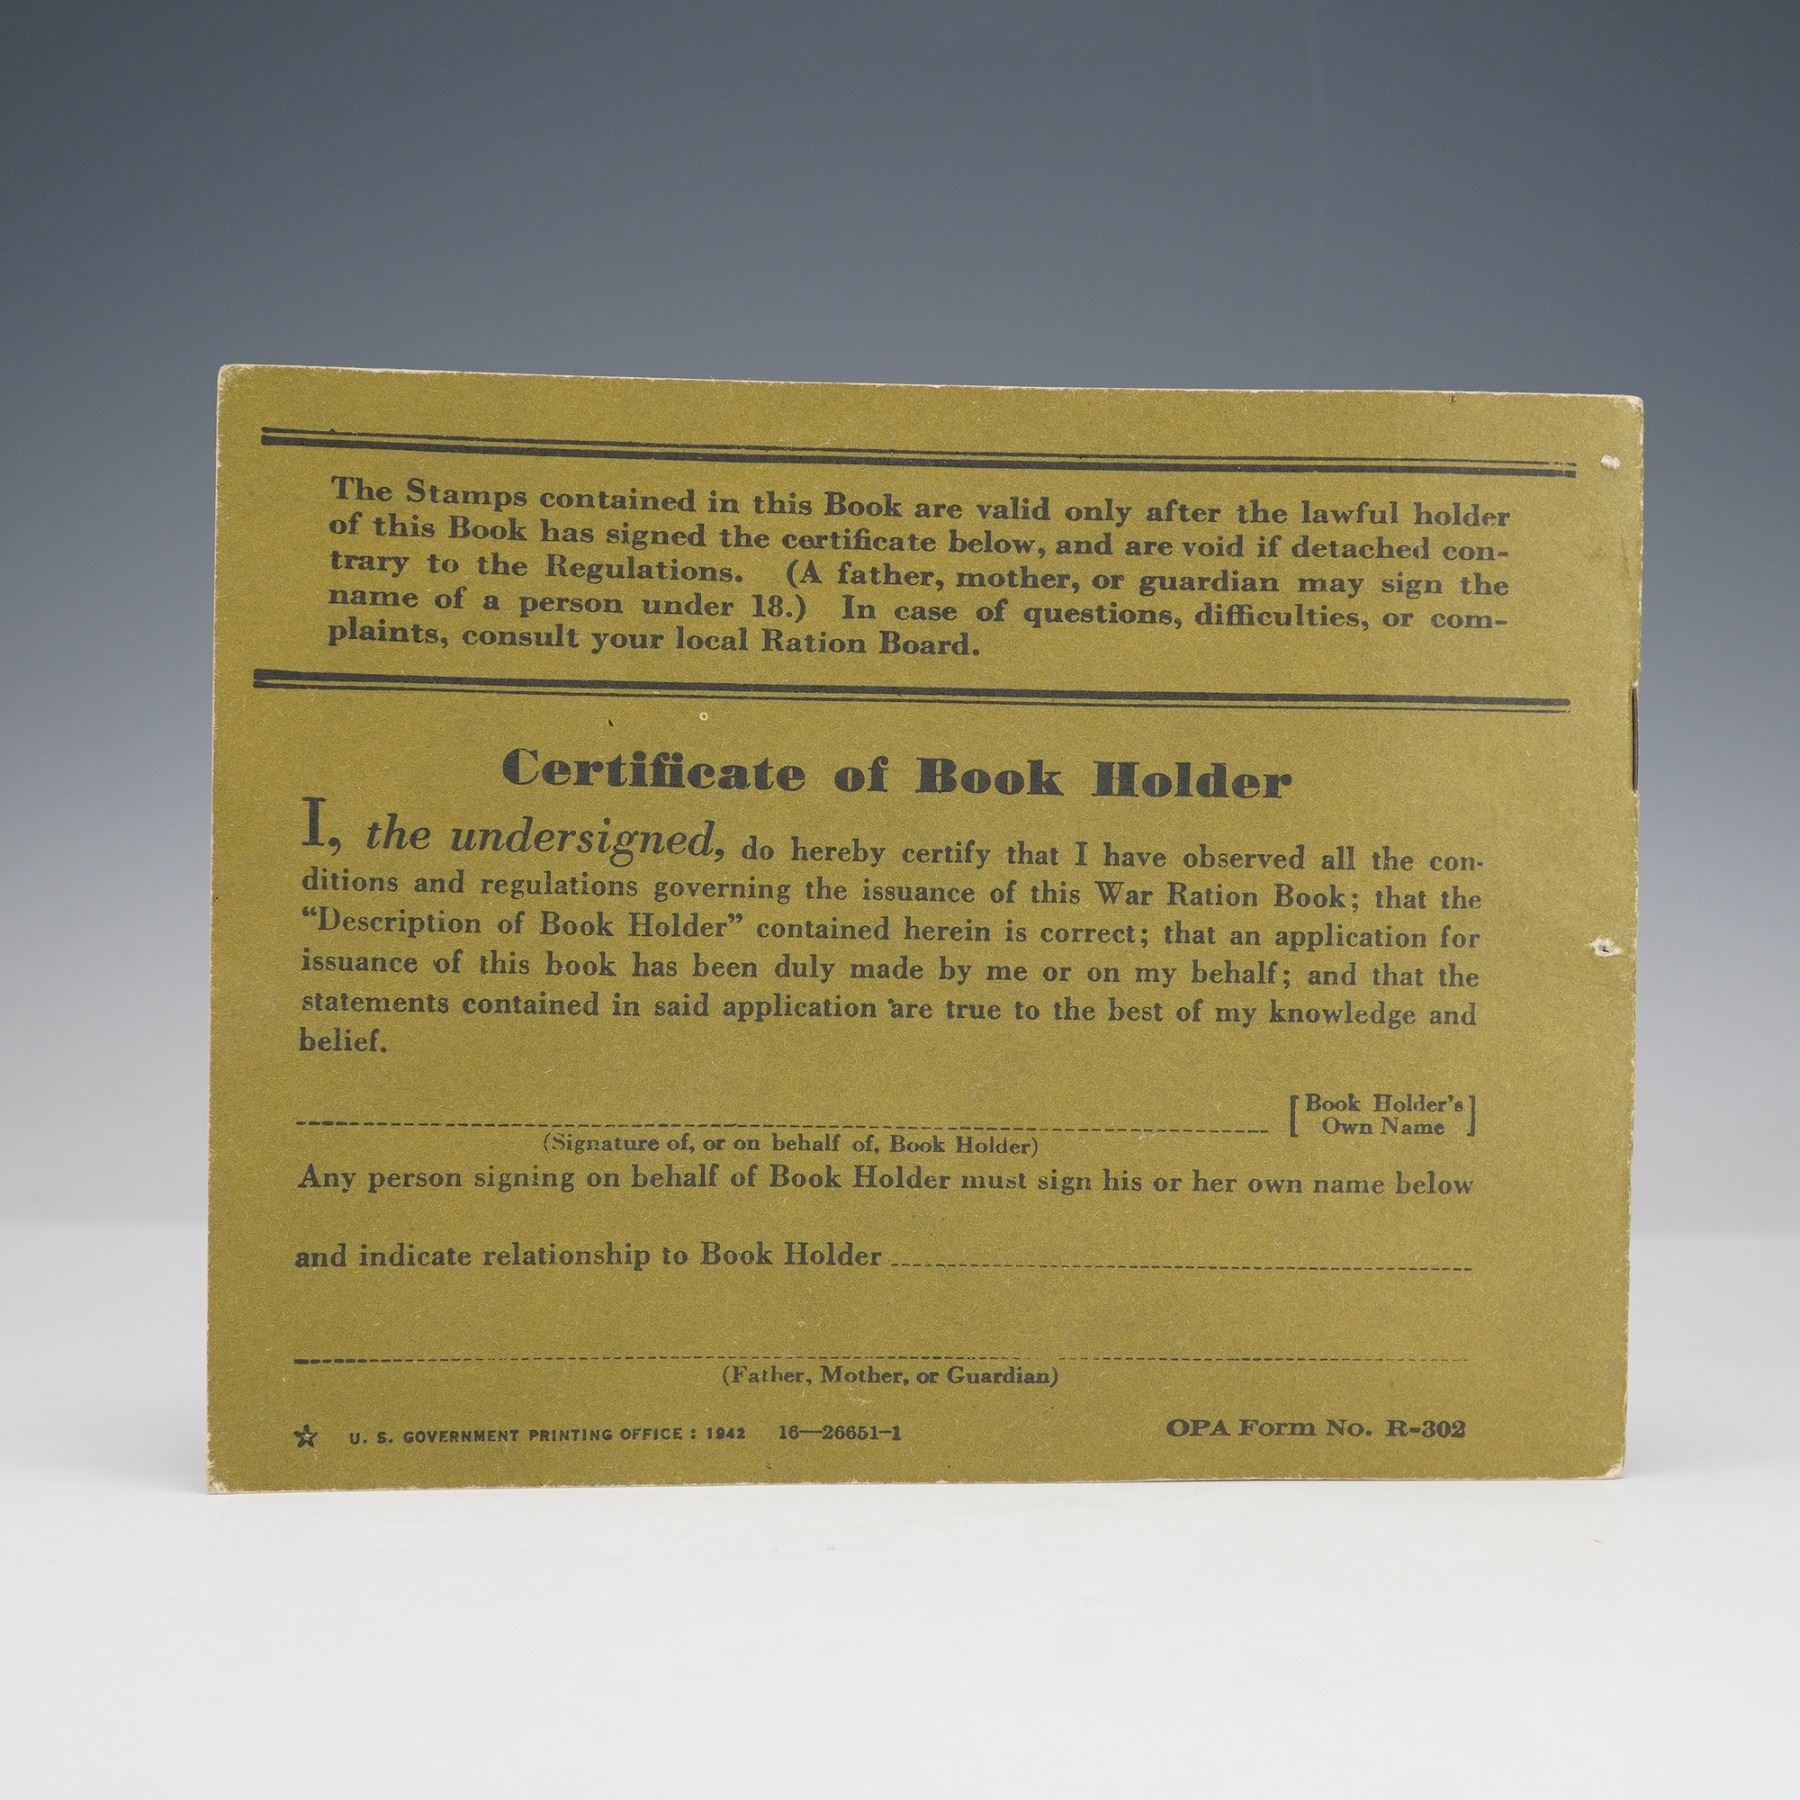 The Stamps contained in this Book are valid only after the lawful holder
of this Book has signed the certificate below, and are void if detached con-
trary to the Regulations. (A father, mother, or guardian may sign the
name of a person under 18.) In case of questions, difficulties, or com-
plaints, consult your local Ration Board.
Certificate of Book Holder
I, the undersigned, do hereby certify that I have observed all the con-
ditions and regulations governing the issuance of this War Ration Book; that the
“Description of Book Holder” contained herein is correct; that an application for
issuance of this book has been duly made by me or on my behalf; and that the
statements contained in said application are true to the best of my knowledge and
belief.
[Book Holder's
Own Name]
(Signature of, or on behalf of, Book Holder)
Any person signing on behalf of Book Holder must sign his or her own name below
and indicate relationship to Book Holder
(Father, Mother, or Guardian)
☆ U. S. GOVERNMENT PRINTING OFFICE : 1942 16—26651-1 OPA Form No. R-302